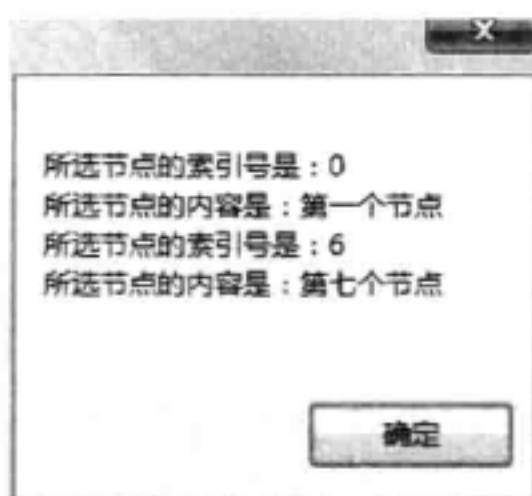 所选节点的索引号是：0
所选节点的内容是：第一个节点
所选节点的索引号是：6
所选节点的内容是：第七个节点
确定